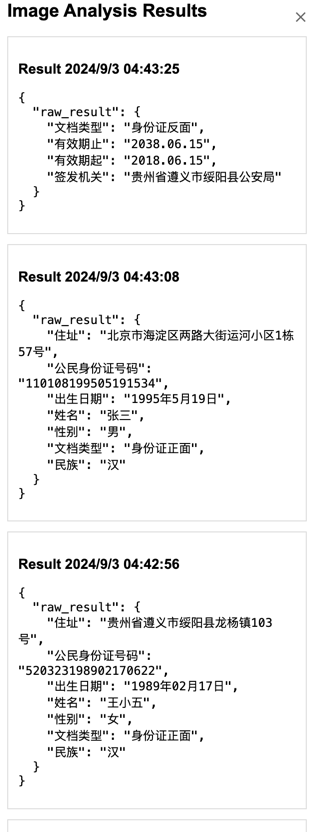 Image Analysis Results
Result 2024/9/3 04:43:25
{
"raw_result": {
"文档类型": "身份证反面",
"有效期止": "2038.06.15",
"有效期起": "2018.06.15",
"签发机关": "贵州省遵义市绥阳县公安局"
}
}
Result 2024/9/3 04:43:08
{
"raw_result": {
"住址": "北京市海淀区两路大街运河小区1栋
57号",
"公民身份证号码":
"110108199505191534",
"出生日期": "1995年5月19日",
"姓名": "张三",
"性别": "男",
"文档类型": "身份证正面",
"民族": "汉"
}
}
Result 2024/9/3 04:42:56
{
"raw_result": {
"住址": "贵州省遵义市绥阳县龙杨镇103
号",
"公民身份证号码":
"520323198902170622",
"出生日期": "1989年02月17日",
"姓名": "王小五",
"性别": "女",
"文档类型": "身份证正面",
"民族": "汉"
}
}